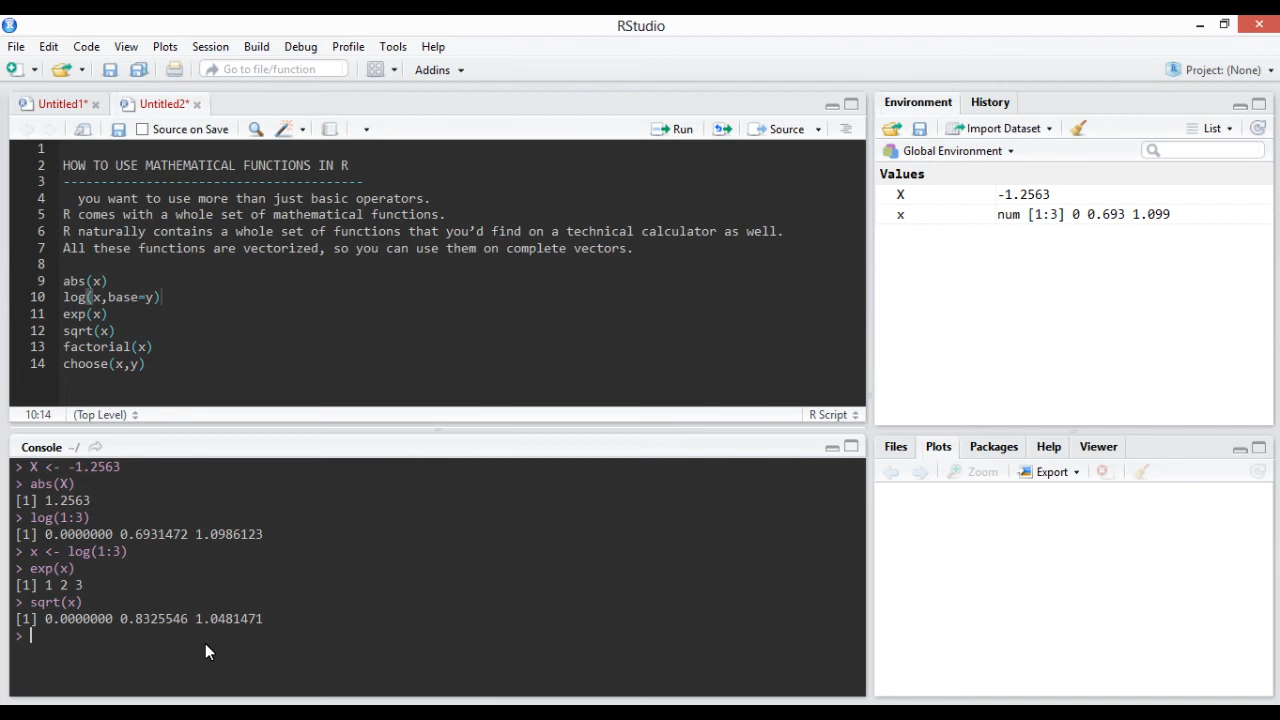 RStudio
File Edit Code View Plots Session Build Debug Profile Tools Help
Go to file/function Addins Project: (None)
Untitled1* Untitled2*
Source on Save Run Source
1
2 HOW TO USE MATHEMATICAL FUNCTIONS IN R
3 ----------------------------------------
4 you want to use more than just basic operators.
5 R comes with a whole set of mathematical functions.
6 R naturally contains a whole set of functions that you'd find on a technical calculator as well.
7 All these functions are vectorized, so you can use them on complete vectors.
8
9 abs(x)
10 log(x,base=y)
11 exp(x)
12 sqrt(x)
13 factorial(x)
14 choose(x,y)
10:14 (Top Level) R Script
Console ~/
> X <- -1.2563
> abs(X)
[1] 1.2563
> log(1:3)
[1] 0.0000000 0.6931472 1.0986123
> x <- log(1:3)
> exp(x)
[1] 1 2 3
> sqrt(x)
[1] 0.0000000 0.8325546 1.0481471
>
Environment History
Import Dataset List
Global Environment
Values
X -1.2563
x num [1:3] 0 0.693 1.099
Files Plots Packages Help Viewer
Zoom Export